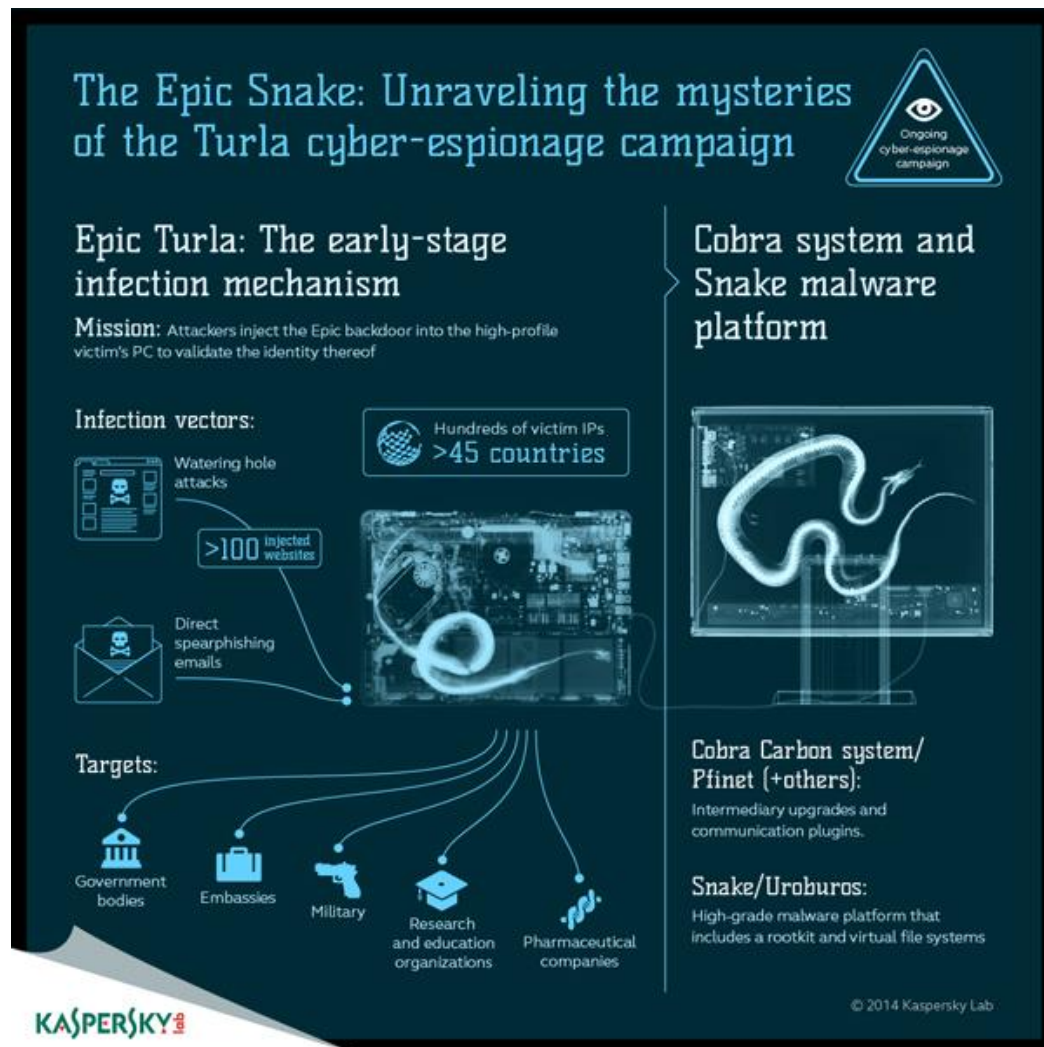 The Epic Snake: Unraveling the mysteries
of the Turla cyber-espionage campaign
Ongoing
cyber-espionage
campaign
Epic Turla: The early-stage
infection mechanism
Mission: Attackers inject the Epic backdoor into the high-profile
victim's PC to validate the identity thereof
Infection vectors:
Watering hole
attacks
>100 injected
websites
Direct
spearphishing
emails
Hundreds of victim IPs
>45 countries
Targets:
Government
bodies
Embassies
Military
Research
and education
organizations
Pharmaceutical
companies
Cobra system and
Snake malware
platform
Cobra Carbon system/
Pfinet (+others):
Intermediary upgrades and
communication plugins.
Snake/Uroburos:
High-grade malware platform that
includes a rootkit and virtual file systems
© 2014 Kaspersky Lab
KASPERSKY lab